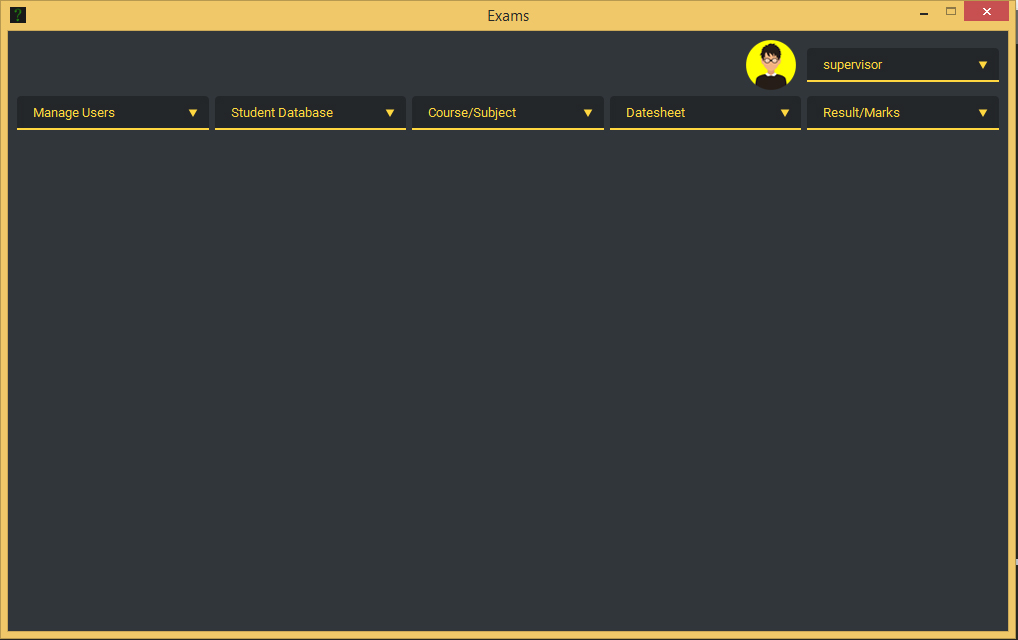 Exams
supervisor
Manage Users
Student Database
Course/Subject
Datesheet
Result/Marks